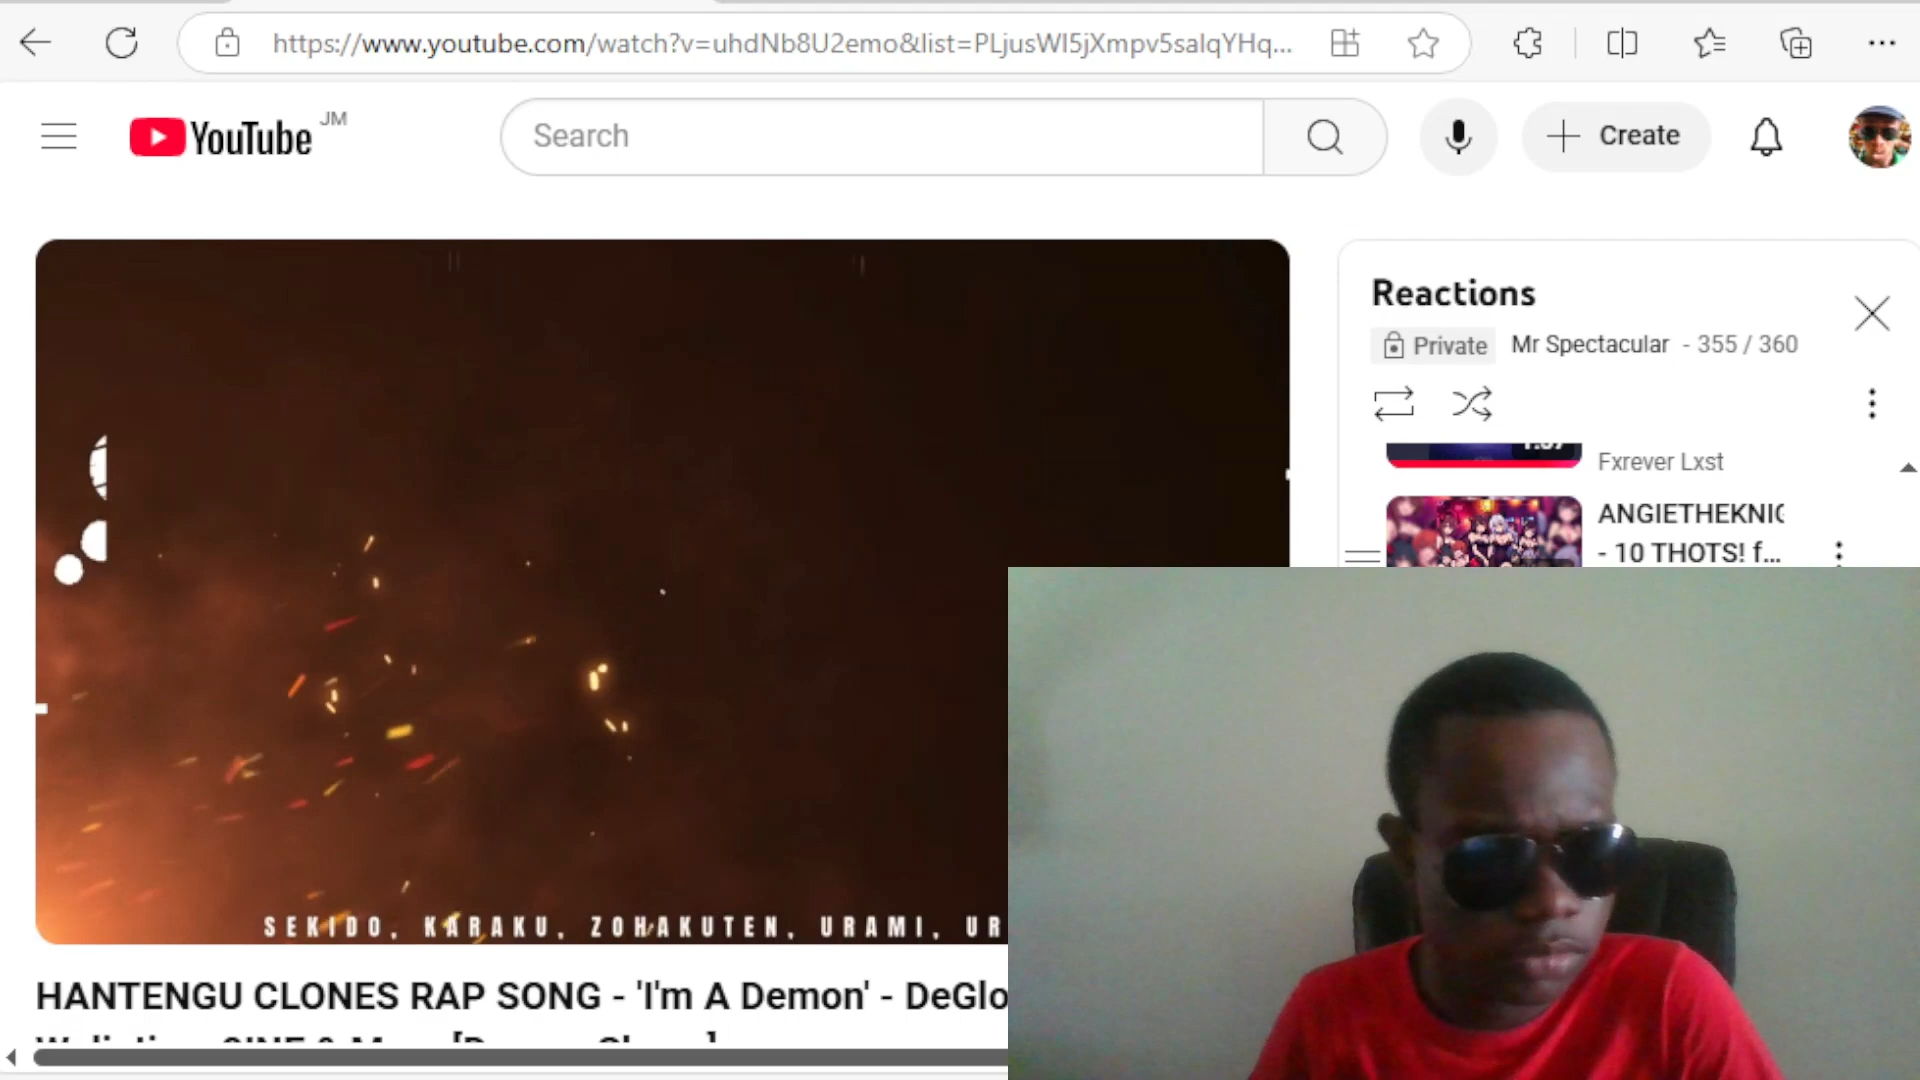 https://www.youtube.com/watch?v=uhdNb8U2emo&list=PLjusWI5jXmpv5salqYHq...
YouTube JM
Search
Create
Reactions
Private Mr Spectacular - 355 / 360
Fxrever Lxst
ANGIETHEKNIG
- 10 THOTS! f...
SEKIDO, KARAKU, ZOHAKUTEN, URAMI, UR
HANTENGU CLONES RAP SONG - 'I'm A Demon' - DeGlo